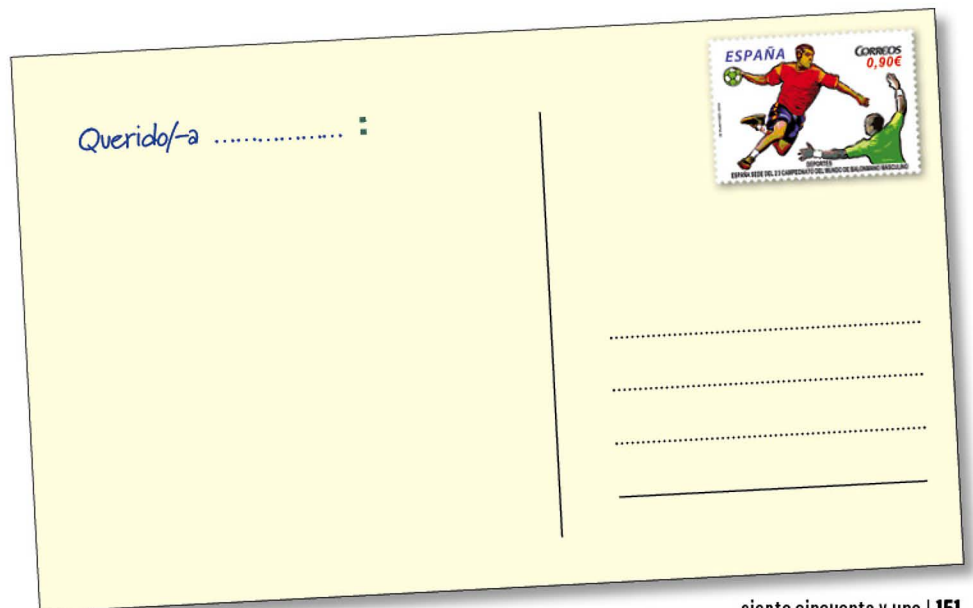 Querido/-a .................. :
ESPAÑA
CORREOS
0,90€
DEPORTES
ESPAÑA SEDE DEL 23 CAMPEONATO DEL MUNDO DE BALONMANO MASCULINO
ciento cincuenta y uno | 151